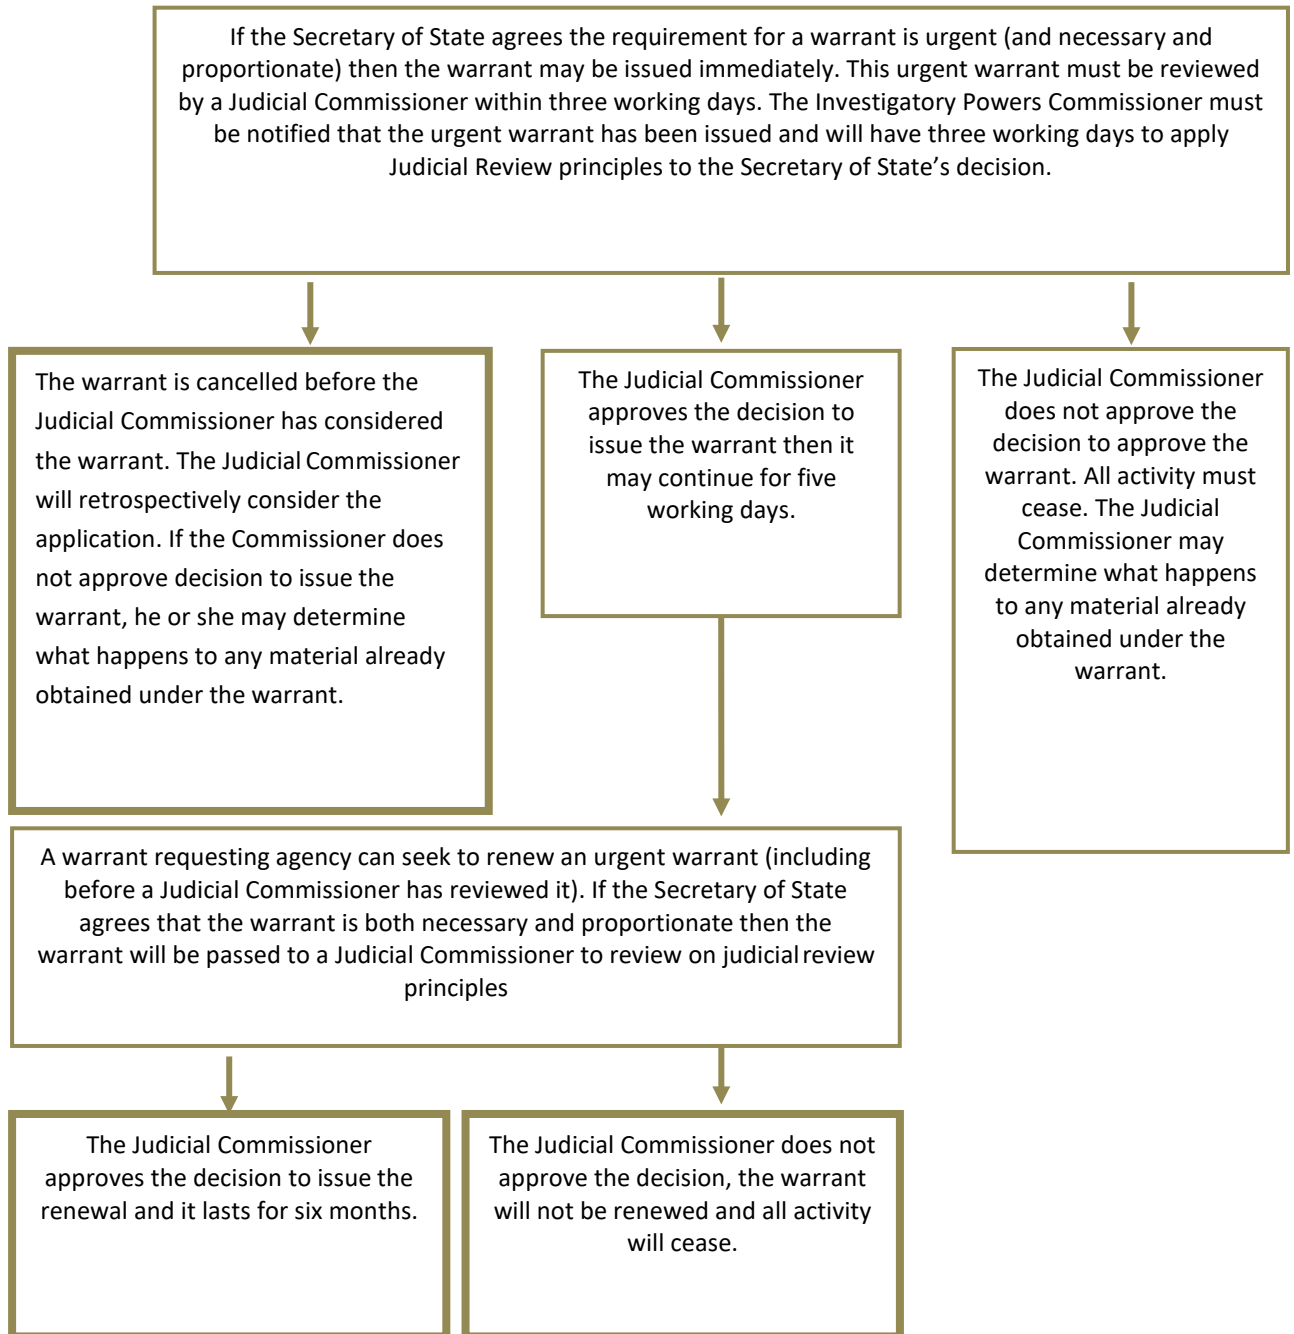 If the Secretary of State agrees the requirement for a warrant is urgent (and necessary and
proportionate) then the warrant may be issued immediately. This urgent warrant must be reviewed
by a Judicial Commissioner within three working days. The Investigatory Powers Commissioner must
be notified that the urgent warrant has been issued and will have three working days to apply
Judicial Review principles to the Secretary of State’s decision.
The warrant is cancelled before the
Judicial Commissioner has considered
the warrant. The Judicial Commissioner
will retrospectively consider the
application. If the Commissioner does
not approve decision to issue the
warrant, he or she may determine
what happens to any material already
obtained under the warrant.
The Judicial Commissioner
approves the decision to
issue the warrant then it
may continue for five
working days.
The Judicial Commissioner
does not approve the
decision to approve the
warrant. All activity must
cease. The Judicial
Commissioner may
determine what happens
to any material already
obtained under the
warrant.
A warrant requesting agency can seek to renew an urgent warrant (including
before a Judicial Commissioner has reviewed it). If the Secretary of State
agrees that the warrant is both necessary and proportionate then the
warrant will be passed to a Judicial Commissioner to review on judicial review
principles
The Judicial Commissioner
approves the decision to issue the
renewal and it lasts for six months.
The Judicial Commissioner does not
approve the decision, the warrant
will not be renewed and all activity
will cease.